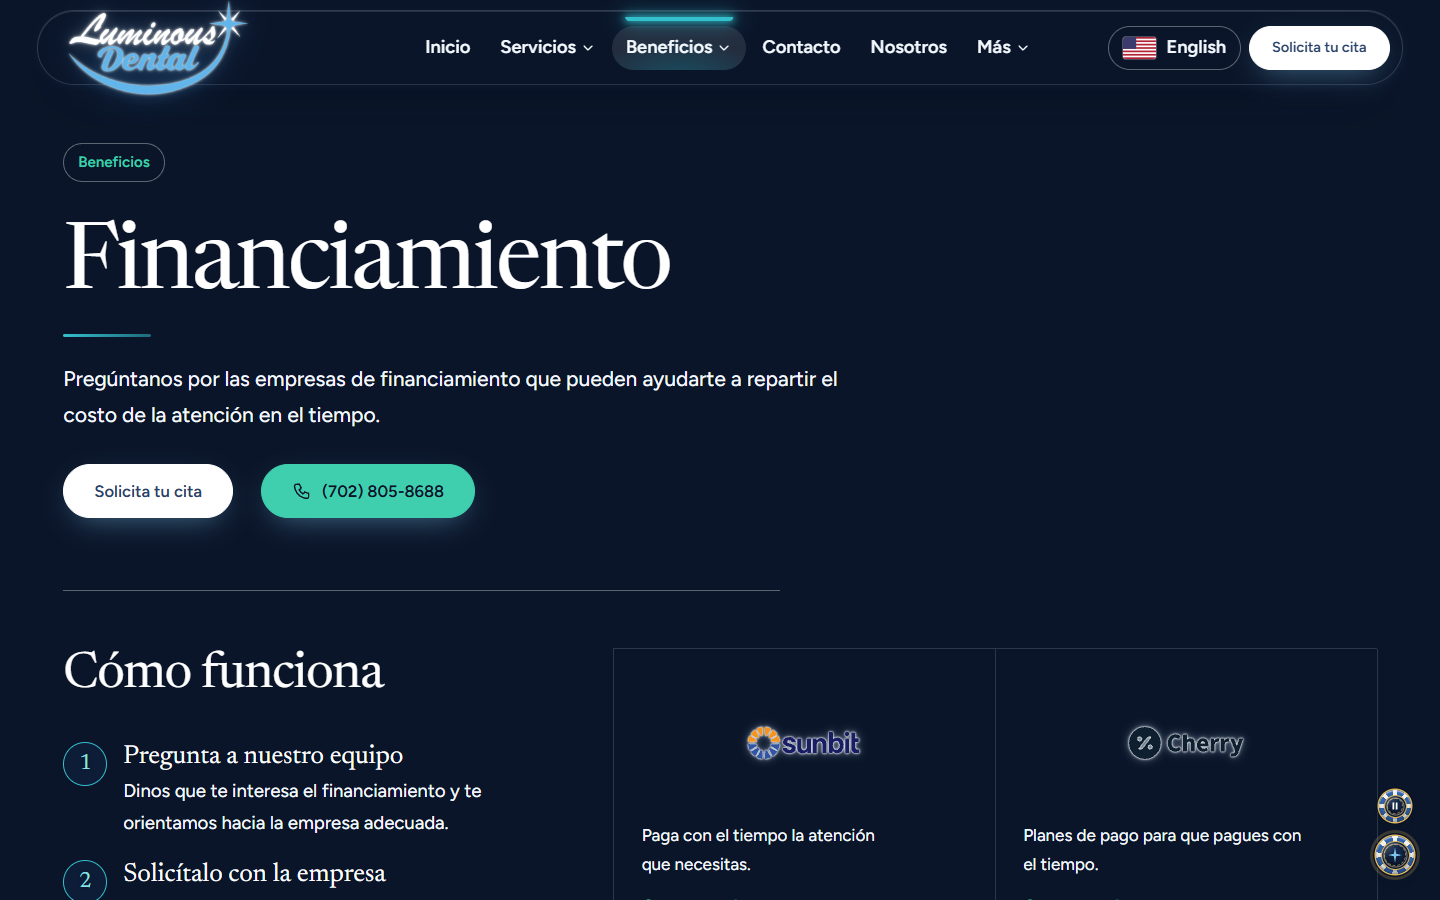 Luminous
Dental
Inicio
Servicios
Beneficios
Contacto
Nosotros
Más
English
Solicita tu cita
Beneficios
Financiamiento
Pregúntanos por las empresas de financiamiento que pueden ayudarte a repartir el
costo de la atención en el tiempo.
Solicita tu cita
(702) 805-8688
Cómo funciona
1
Pregunta a nuestro equipo
Dinos que te interesa el financiamiento y te
orientamos hacia la empresa adecuada.
2
Solicítalo con la empresa
sunbit
Paga con el tiempo la atención
que necesitas.
Cherry
Planes de pago para que pagues con
el tiempo.